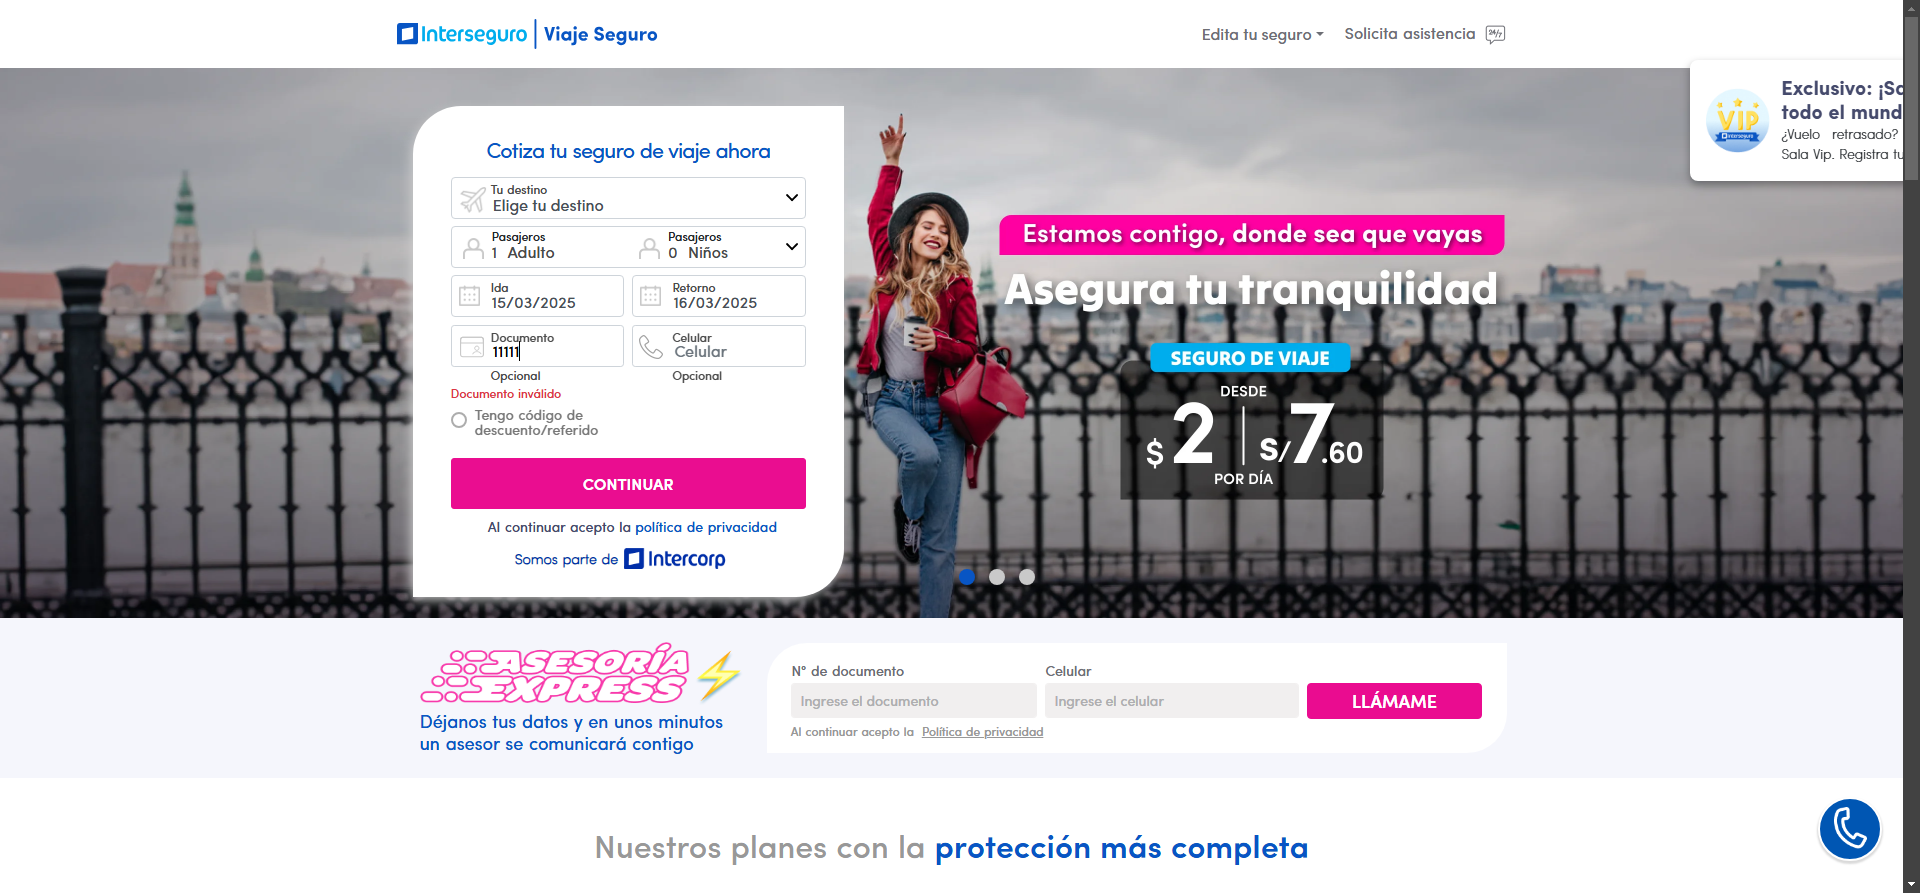 Interseguro | Viaje Seguro
Edita tu seguro
Solicita asistencia
24/7
Exclusivo: ¡Sa
todo el mund
¿Vuelo retrasado?
Sala Vip. Registra tu
VIP
Interseguro
Cotiza tu seguro de viaje ahora
Tu destino
Elige tu destino
Pasajeros
1 Adulto
Pasajeros
0 Niños
Ida
15/03/2025
Retorno
16/03/2025
Documento
11111
Celular
Celular
Opcional
Opcional
Documento inválido
Tengo código de
descuento/referido
CONTINUAR
Al continuar acepto la política de privacidad
Somos parte de Intercorp
Estamos contigo, donde sea que vayas
Asegura tu tranquilidad
SEGURO DE VIAJE
DESDE
$ 2 | S/7.60
POR DÍA
ASESORÍA
EXPRESS
Déjanos tus datos y en unos minutos
un asesor se comunicará contigo
N° de documento
Celular
Ingrese el documento
Ingrese el celular
LLÁMAME
Al continuar acepto la Política de privacidad
Nuestros planes con la protección más completa